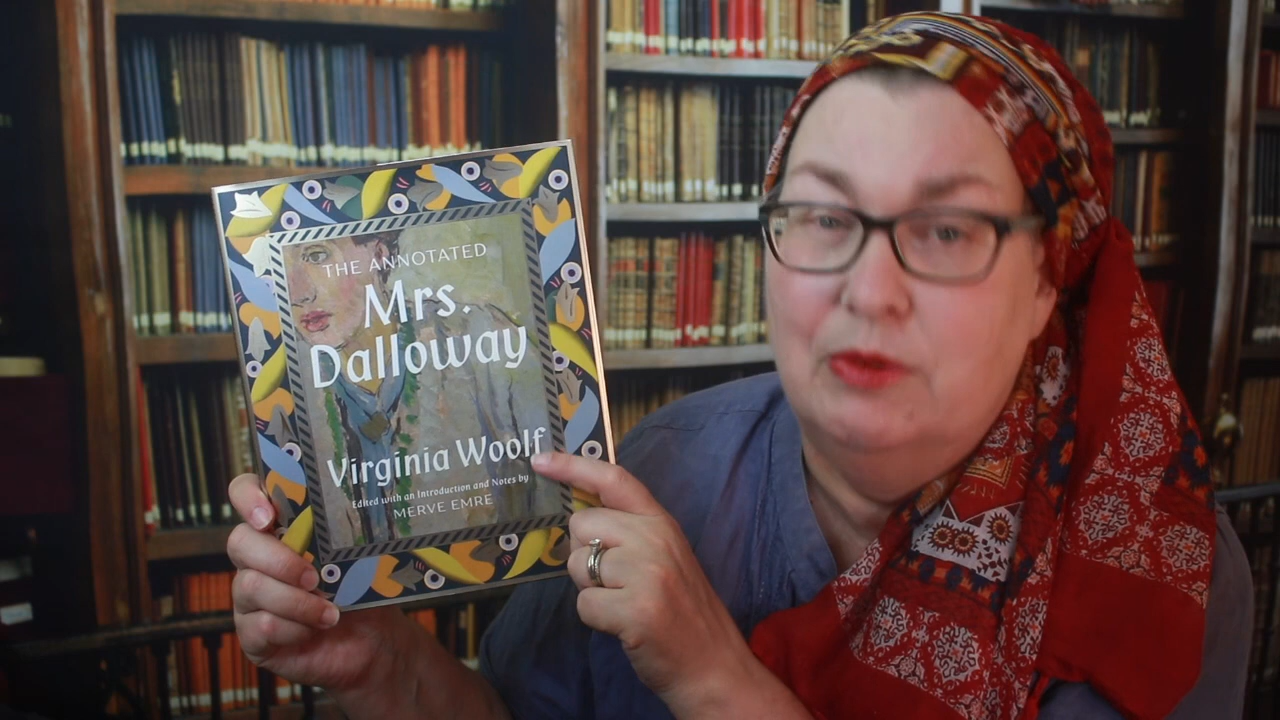 THE ANNOTATED
Mrs.
Dalloway
Virginia Woolf
Edited with an Introduction and Notes by
MERVE EMRE